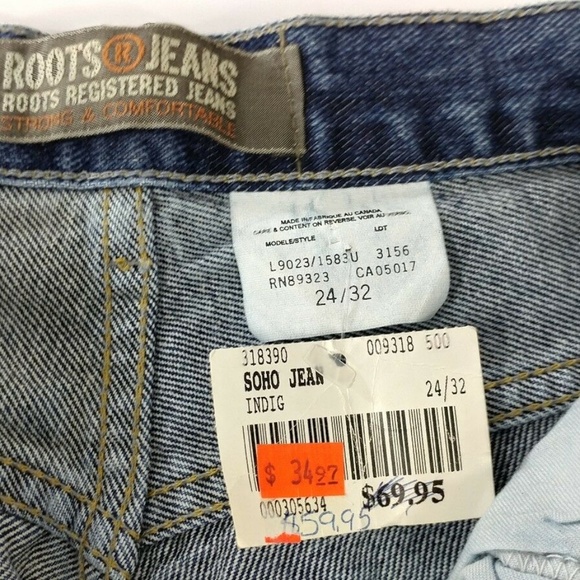 ROOTS R JEANS
ROOTS REGISTERED JEANS
STRONG & COMFORTABLE
MADE IN/FABRIQUE AU CANADA
CARE & CONTENT ON REVERSE, VOIR AU VERSO
MODELE/STYLE LOT
L9023/1583U 3156
RN89323 CA05017
24/32
318390 009318 500
SOHO JEAN 24/32
INDIG
$ 34.97
000305634 $69.95
$59.95